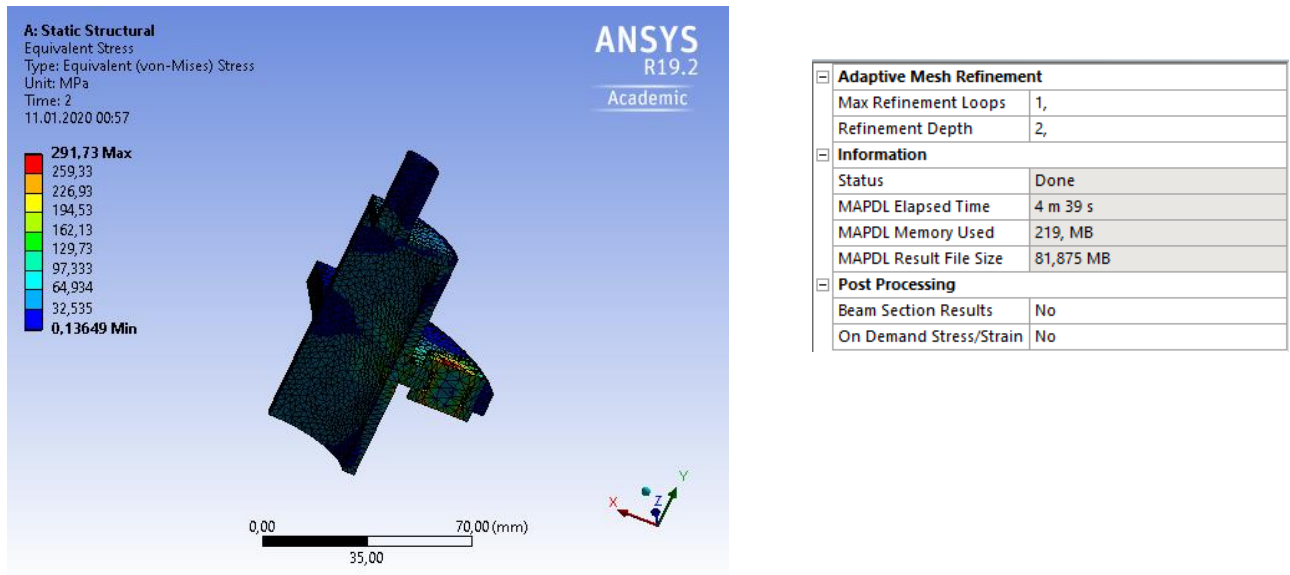 A: Static Structural
Equivalent Stress
Type: Equivalent (von-Mises) Stress
Unit: MPa
Time: 2
11.01.2020 00:57
291,73 Max
259,33
226,93
194,53
162,13
129,73
97,333
64,934
32,535
0,13649 Min
ANSYS
R19.2
Academic
X
Y
Z
0,00 70,00 (mm)
35,00
Adaptive Mesh Refinement
Max Refinement Loops 1,
Refinement Depth 2,
Information
Status Done
MAPDL Elapsed Time 4 m 39 s
MAPDL Memory Used 219, MB
MAPDL Result File Size 81,875 MB
Post Processing
Beam Section Results No
On Demand Stress/Strain No